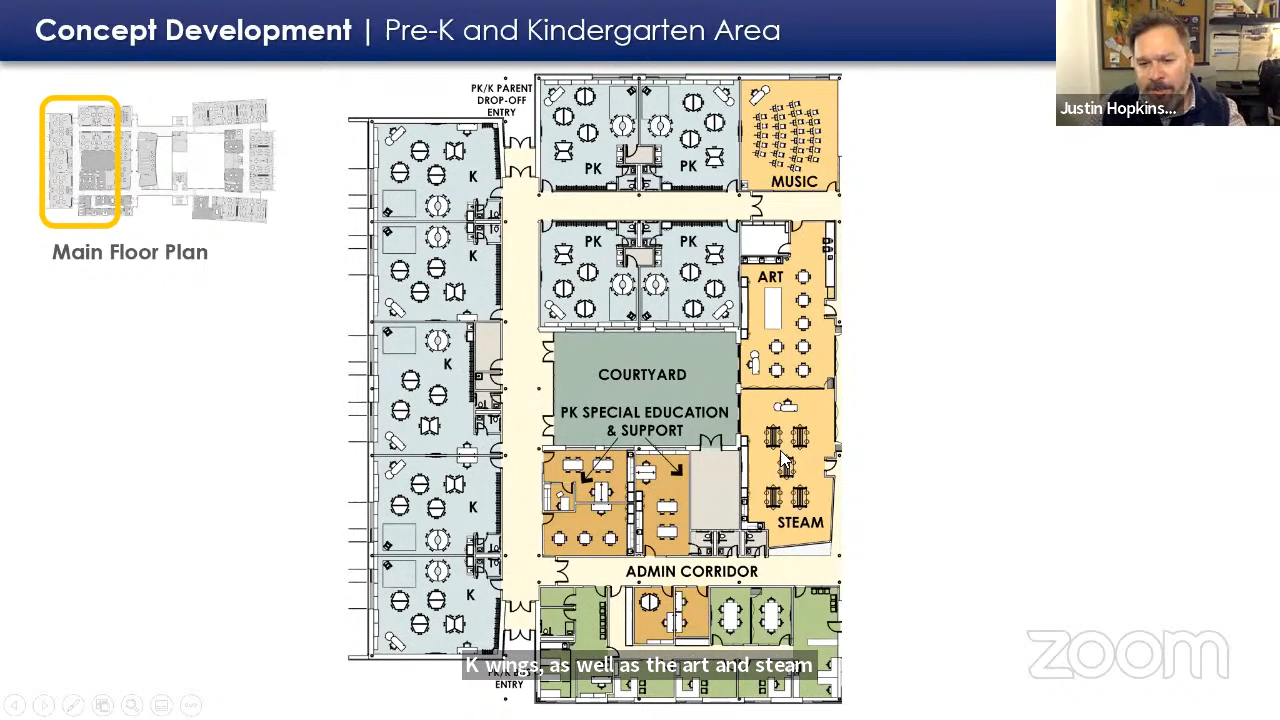 Concept Development | Pre-K and Kindergarten Area
Justin Hopkins...
Main Floor Plan
PK/K PARENT
DROP-OFF
ENTRY
PK
PK
MUSIC
K
K
PK
PK
ART
K
COURTYARD
PK SPECIAL EDUCATION
& SUPPORT
K
STEAM
ADMIN CORRIDOR
K
K wings, as well as the art and steam
ENTRY
zoom